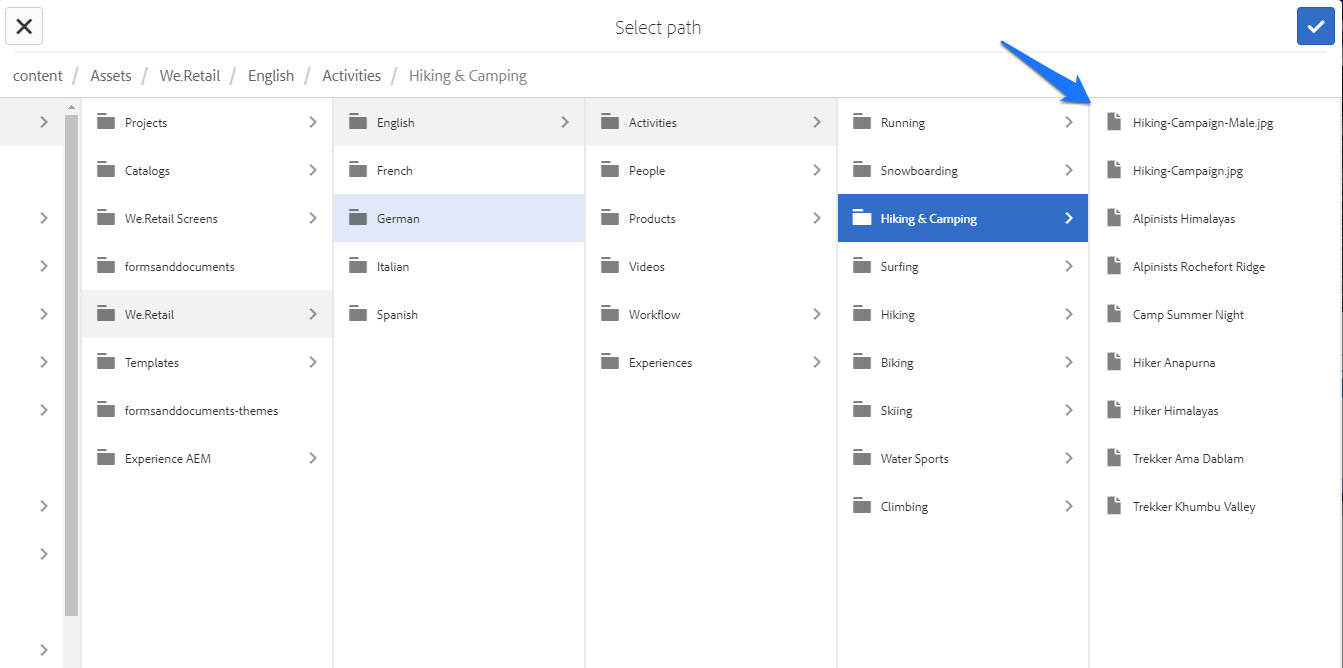 Select path
content / Assets / We.Retail / English / Activities / Hiking & Camping
Projects
Catalogs
We.Retail Screens
formsanddocuments
We.Retail
Templates
formsanddocuments-themes
Experience AEM
English
French
German
Italian
Spanish
Activities
People
Products
Videos
Workflow
Experiences
Running
Snowboarding
Hiking & Camping
Surfing
Hiking
Biking
Skiing
Water Sports
Climbing
Hiking-Campaign-Male.jpg
Hiking-Campaign.jpg
Alpinists Himalayas
Alpinists Rochefort Ridge
Camp Summer Night
Hiker Anapurna
Hiker Himalayas
Trekker Ama Dablam
Trekker Khumbu Valley